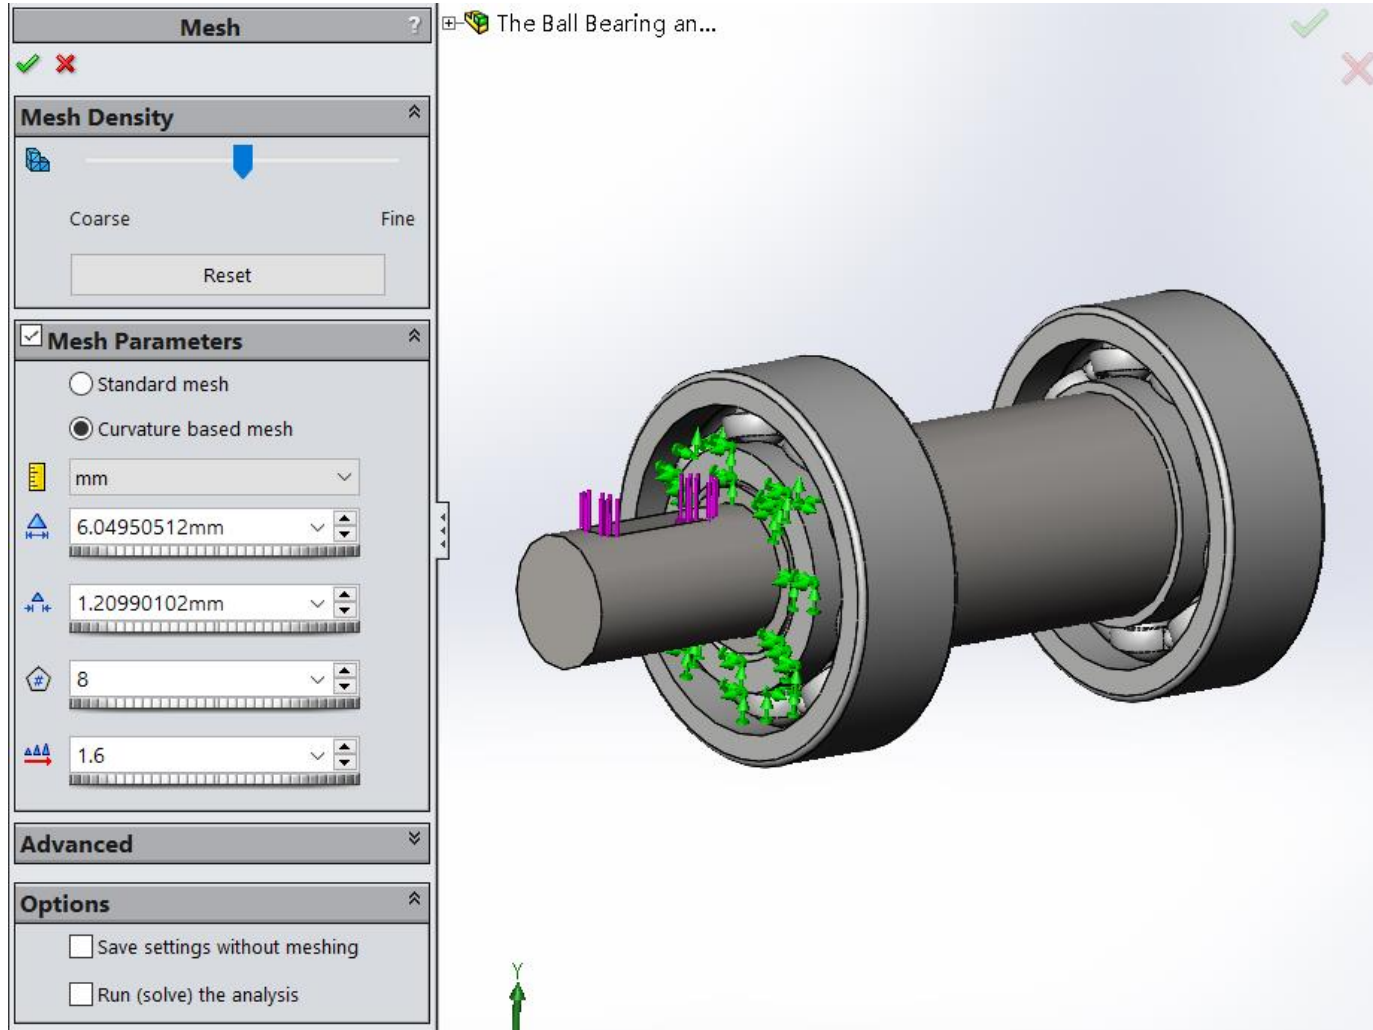 Mesh
?
The Ball Bearing an...
Mesh Density
Coarse Fine
Reset
Mesh Parameters
Standard mesh
Curvature based mesh
mm
6.04950512mm
1.20990102mm
#
8
1.6
Advanced
Options
Save settings without meshing
Run (solve) the analysis
Y